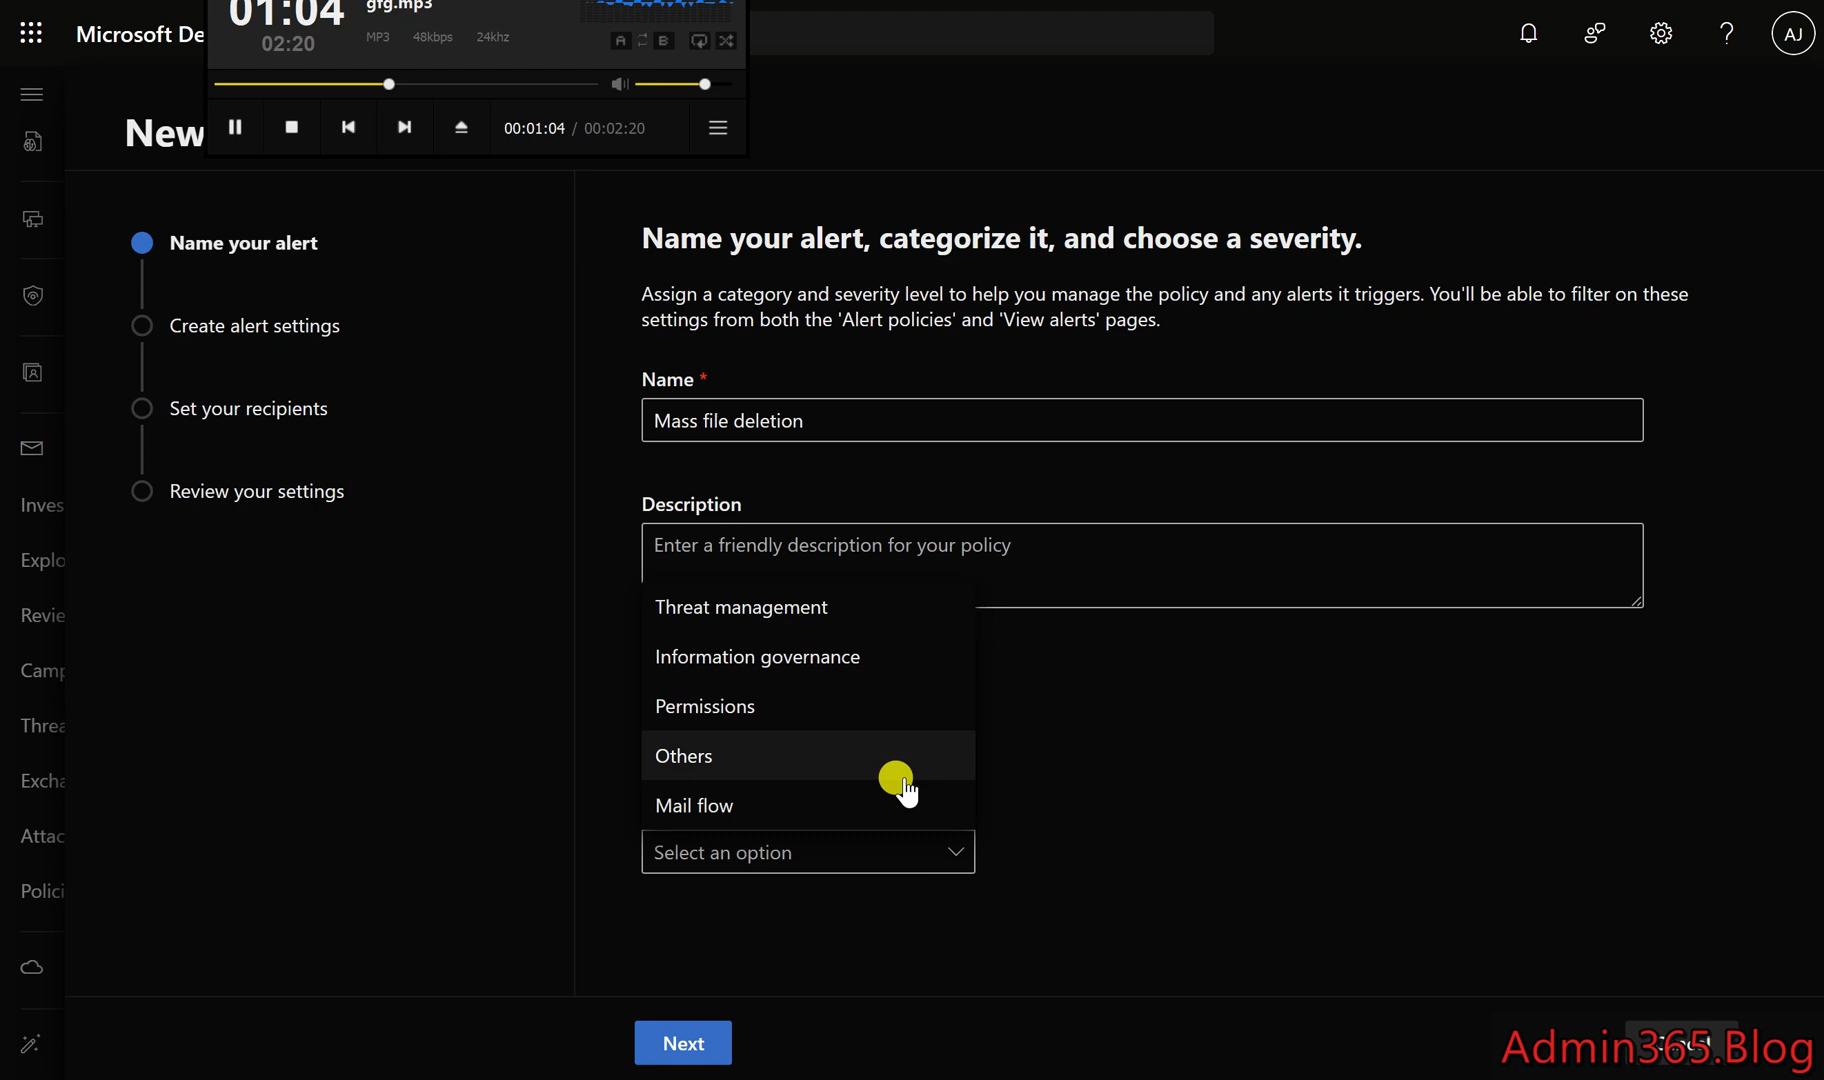 Microsoft De
01:04
gfg.mp3
02:20
MP3 48kbps 24khz
A B
AJ
New
00:01:04 / 00:02:20
Name your alert
Create alert settings
Set your recipients
Review your settings
Inves
Explo
Revie
Camp
Threa
Excha
Attac
Polici
Name your alert, categorize it, and choose a severity.
Assign a category and severity level to help you manage the policy and any alerts it triggers. You'll be able to filter on these
settings from both the 'Alert policies' and 'View alerts' pages.
Name *
Mass file deletion
Description
Enter a friendly description for your policy
Threat management
Information governance
Permissions
Others
Mail flow
Select an option
Next
Admin365.Blog